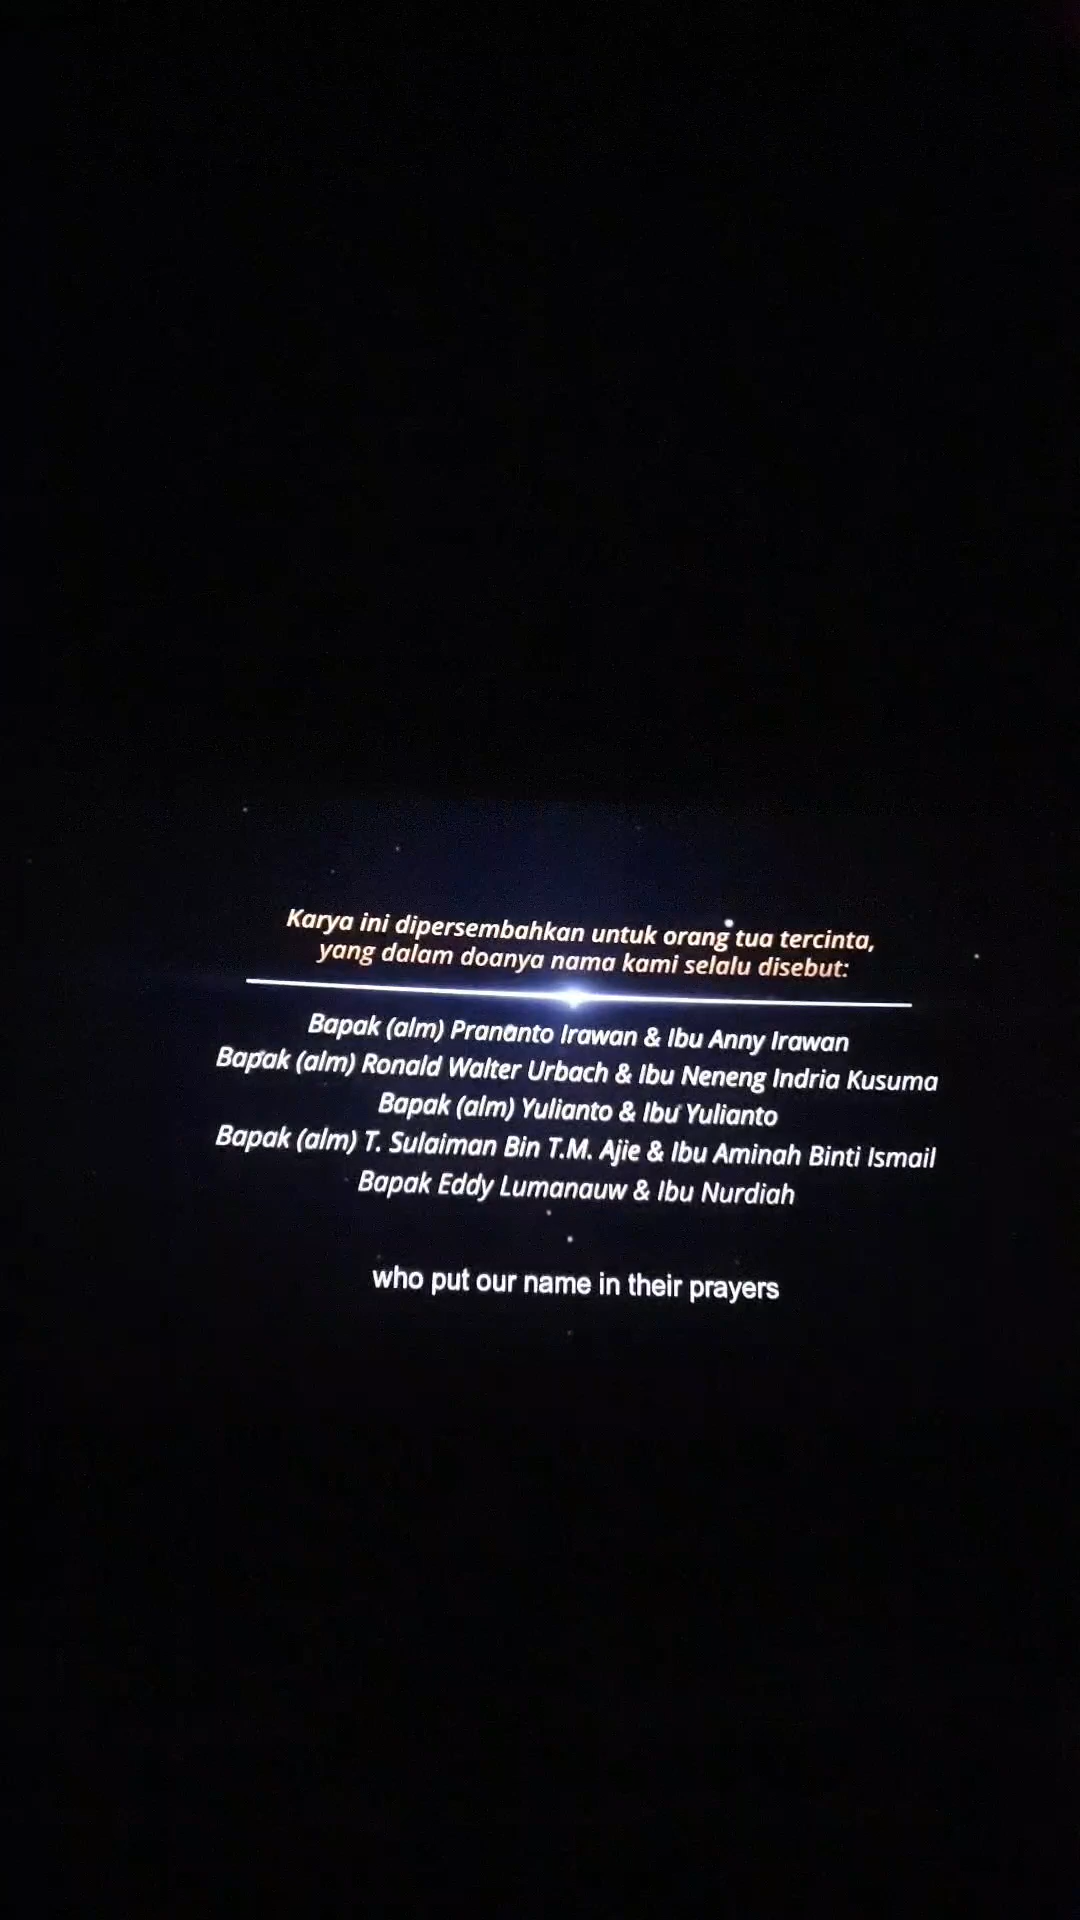 Karya ini dipersembahkan untuk orang tua tercinta,
yang dalam doanya nama kami selalu disebut:
Bapak (alm) Prananto Irawan & Ibu Anny Irawan
Bapak (alm) Ronald Walter Urbach & Ibu Neneng Indria Kusuma
Bapak (alm) Yulianto & Ibu Yulianto
Bapak (alm) T. Sulaiman Bin T.M. Ajie & Ibu Aminah Binti Ismail
Bapak Eddy Lumanauw & Ibu Nurdiah
who put our name in their prayers